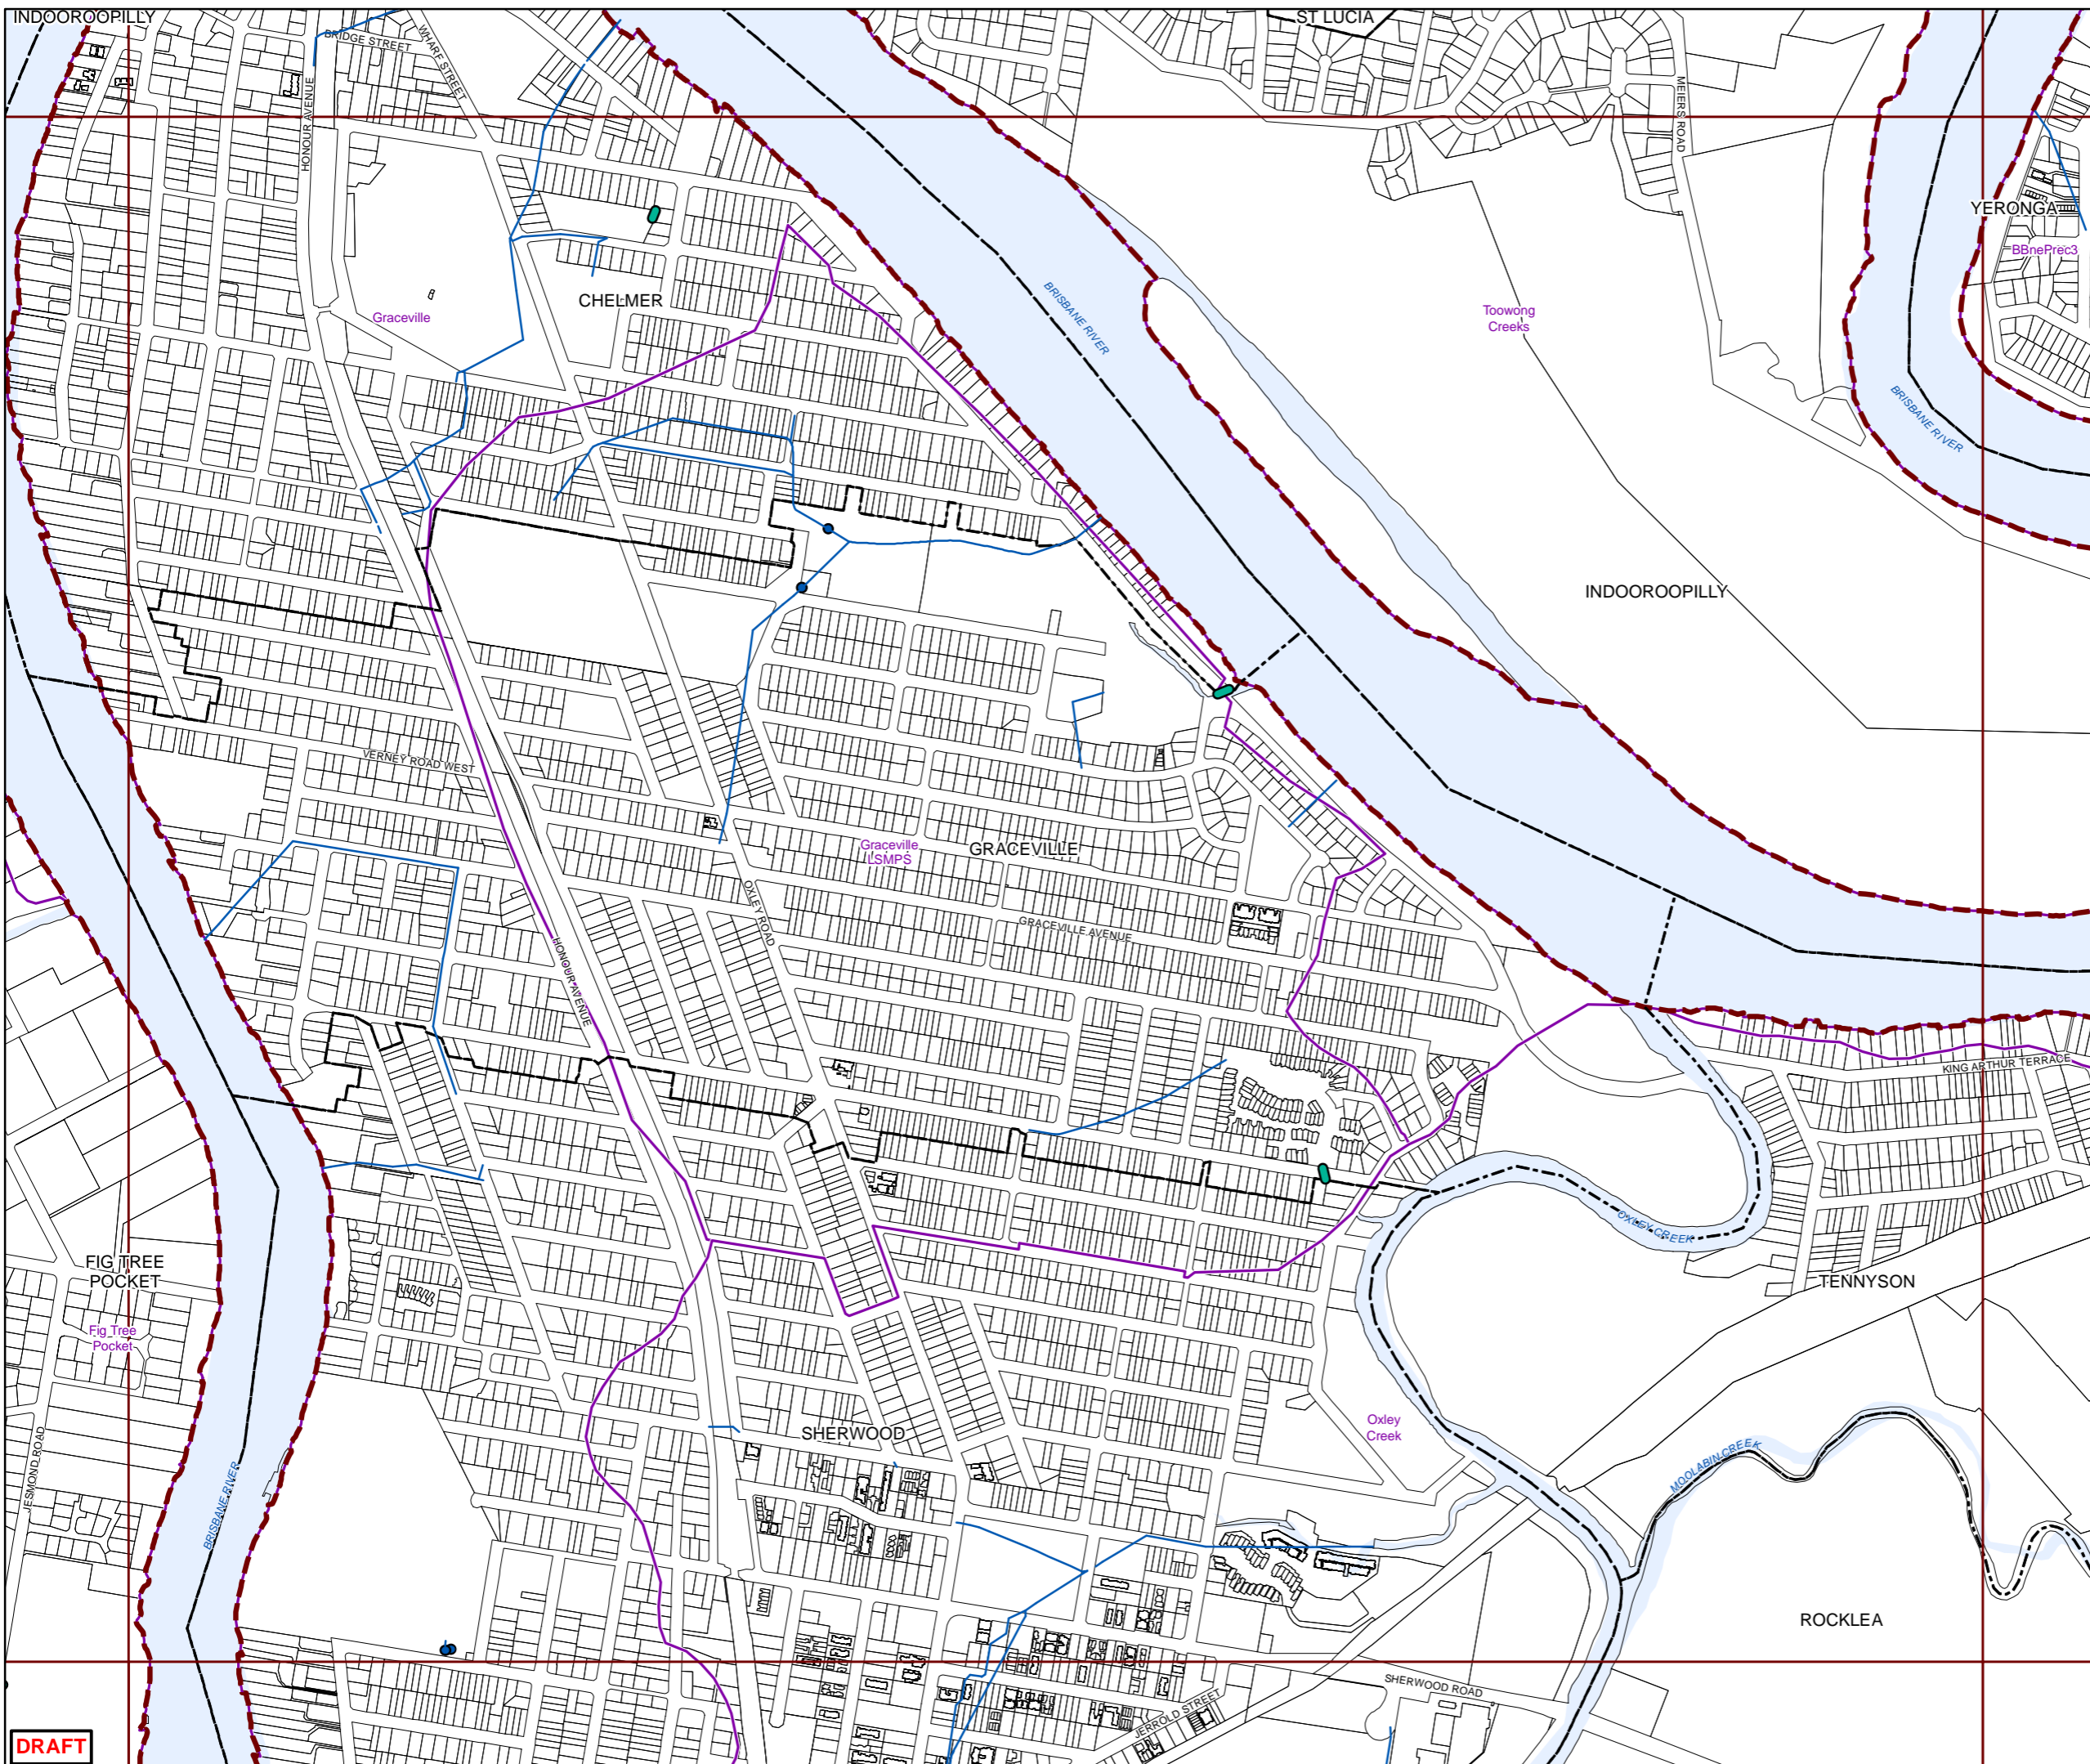 INDOOROOPILLY
ST LUCIA
BRIDGE STREET
WHARF STREET
HONOUR AVENUE
MEIERS ROAD
YERONGA
BBnePrec3
CHELMER
Graceville
BRISBANE RIVER
Toowong
Creeks
BRISBANE RIVER
INDOOROOPILLY
VERNEY ROAD WEST
Graceville
LSMPS
GRACEVILLE
OXLEY ROAD
GRACEVILLE AVENUE
HONOUR AVENUE
KING ARTHUR TERRACE
OXLEY CREEK
FIG TREE
POCKET
TENNYSON
Fig Tree
Pocket
Oxley
Creek
SHERWOOD
JESMOND ROAD
BRISBANE RIVER
MOOLABIN CREEK
ROCKLEA
SHERWOOD ROAD
JERROLD STREET
DRAFT